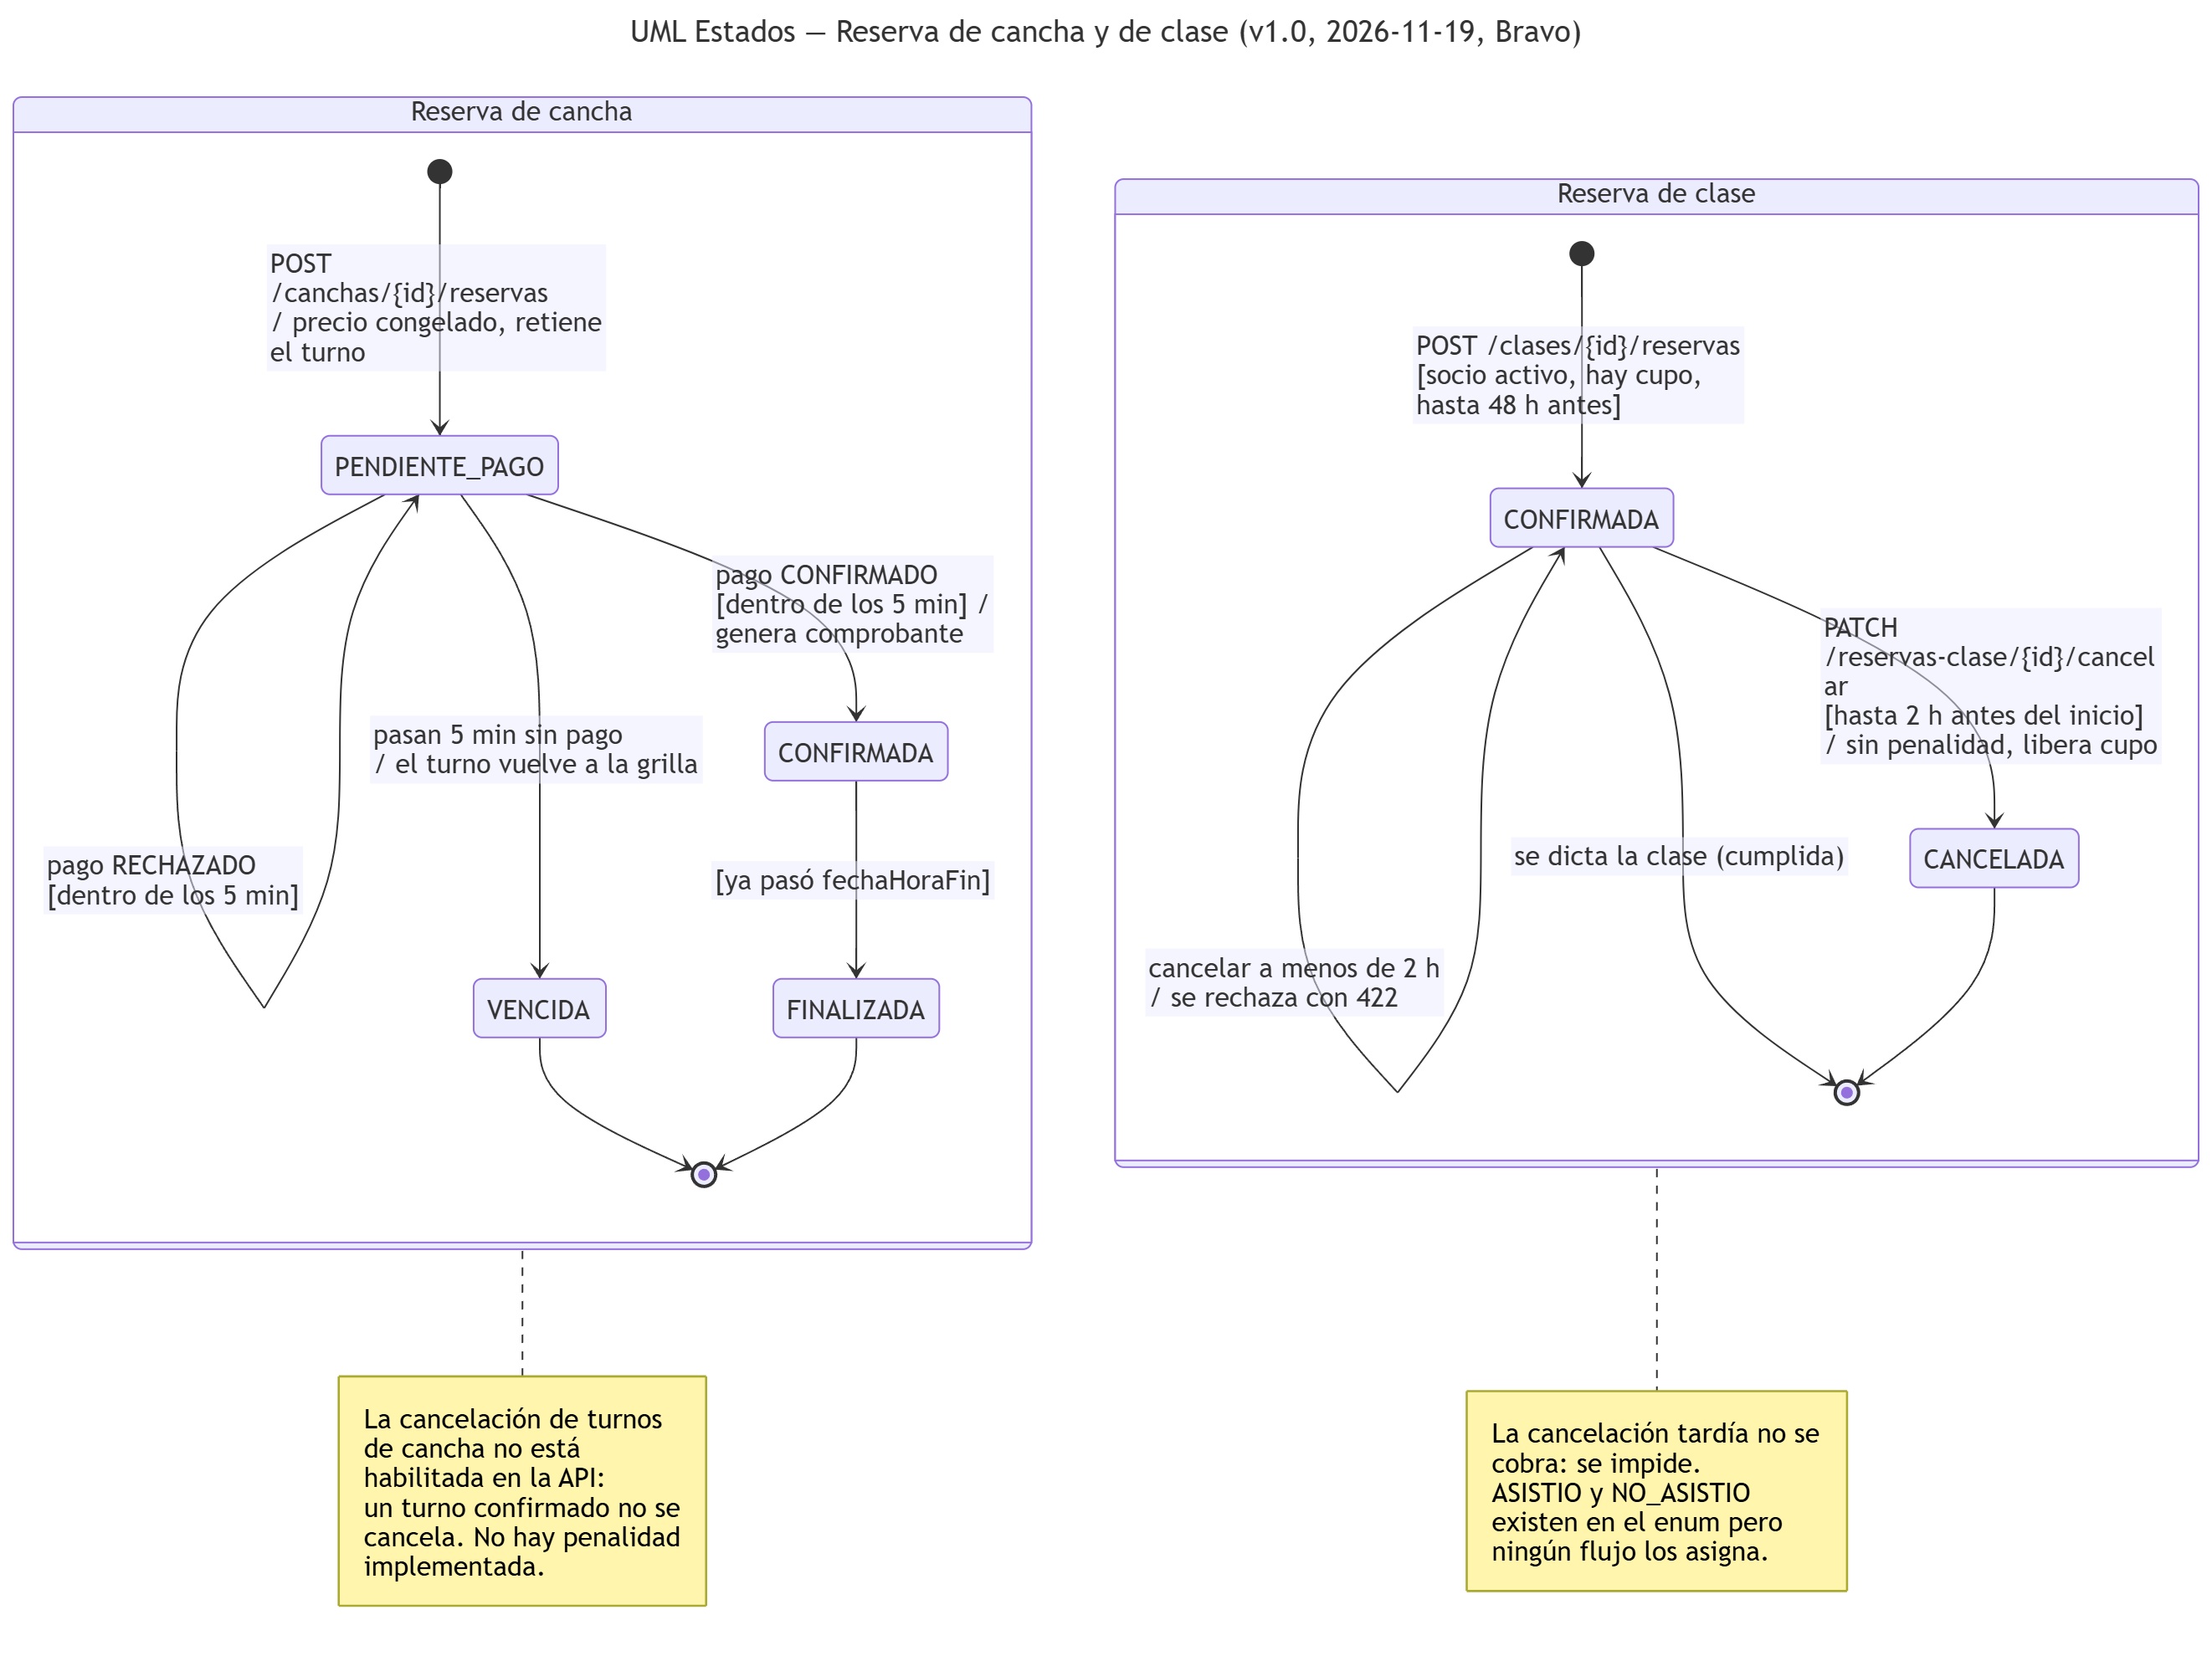 UML Estados — Reserva de cancha y de clase (v1.0, 2026-11-19, Bravo)
Reserva de cancha
POST
/canchas/{id}/reservas
/ precio congelado, retiene
el turno
PENDIENTE_PAGO
pago CONFIRMADO
[dentro de los 5 min] /
genera comprobante
pasan 5 min sin pago
/ el turno vuelve a la grilla
CONFIRMADA
pago RECHAZADO
[dentro de los 5 min]
[ya pasó fechaHoraFin]
VENCIDA
FINALIZADA
La cancelación de turnos
de cancha no está
habilitada en la API:
un turno confirmado no se
cancela. No hay penalidad
implementada.
Reserva de clase
POST /clases/{id}/reservas
[socio activo, hay cupo,
hasta 48 h antes]
CONFIRMADA
PATCH
/reservas-clase/{id}/cancel
ar
[hasta 2 h antes del inicio]
/ sin penalidad, libera cupo
se dicta la clase (cumplida)
CANCELADA
cancelar a menos de 2 h
/ se rechaza con 422
La cancelación tardía no se
cobra: se impide.
ASISTIO y NO_ASISTIO
existen en el enum pero
ningún flujo los asigna.